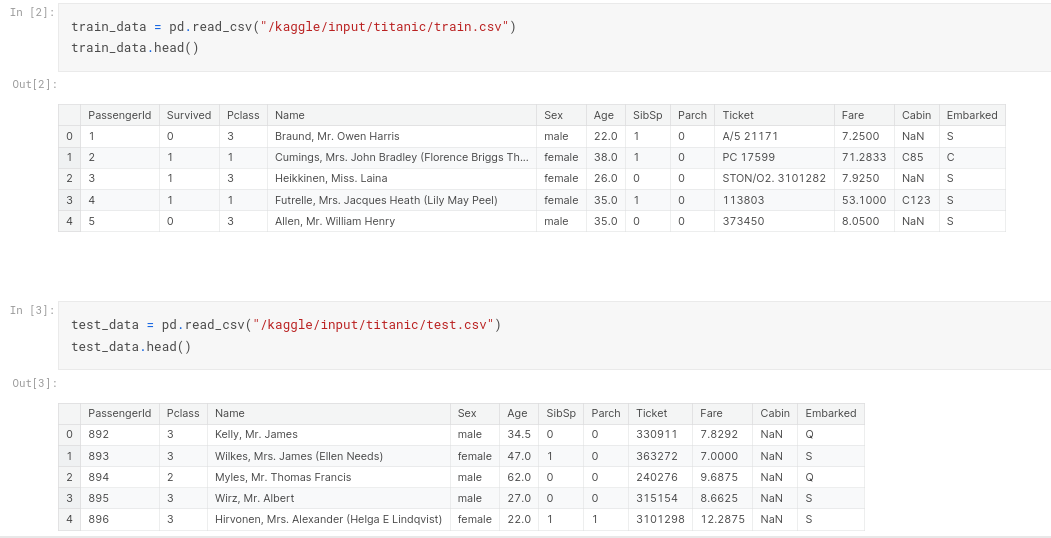 In [2]:
train_data = pd.read_csv("/kaggle/input/titanic/train.csv")
train_data.head()
Out[2]:
PassengerId Survived Pclass Name Sex Age SibSp Parch Ticket Fare Cabin Embarked
0 1 0 3 Braund, Mr. Owen Harris male 22.0 1 0 A/5 21171 7.2500 NaN S
1 2 1 1 Cumings, Mrs. John Bradley (Florence Briggs Th... female 38.0 1 0 PC 17599 71.2833 C85 C
2 3 1 3 Heikkinen, Miss. Laina female 26.0 0 0 STON/O2. 3101282 7.9250 NaN S
3 4 1 1 Futrelle, Mrs. Jacques Heath (Lily May Peel) female 35.0 1 0 113803 53.1000 C123 S
4 5 0 3 Allen, Mr. William Henry male 35.0 0 0 373450 8.0500 NaN S
In [3]:
test_data = pd.read_csv("/kaggle/input/titanic/test.csv")
test_data.head()
Out[3]:
PassengerId Pclass Name Sex Age SibSp Parch Ticket Fare Cabin Embarked
0 892 3 Kelly, Mr. James male 34.5 0 0 330911 7.8292 NaN Q
1 893 3 Wilkes, Mrs. James (Ellen Needs) female 47.0 1 0 363272 7.0000 NaN S
2 894 2 Myles, Mr. Thomas Francis male 62.0 0 0 240276 9.6875 NaN Q
3 895 3 Wirz, Mr. Albert male 27.0 0 0 315154 8.6625 NaN S
4 896 3 Hirvonen, Mrs. Alexander (Helga E Lindqvist) female 22.0 1 1 3101298 12.2875 NaN S